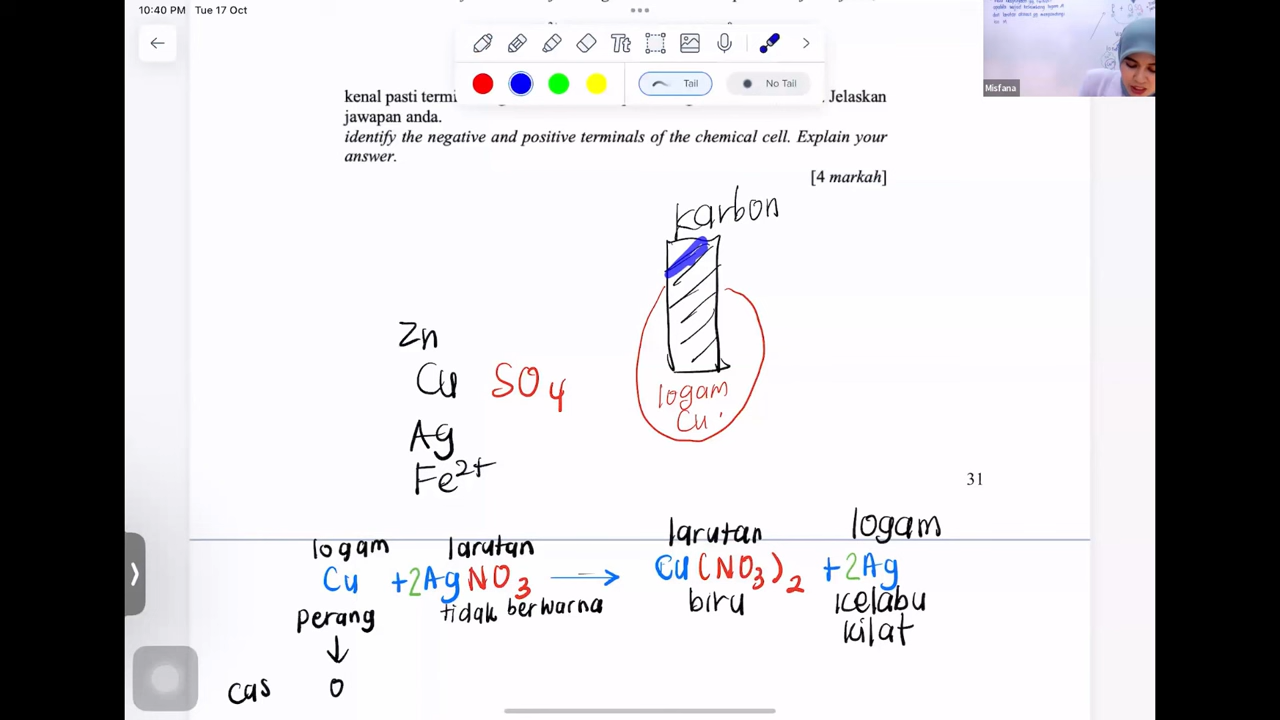 10:40 PM Tue 17 Oct
Tt
Tail
No Tail
Misfana
kenal pasti Jelaskan
jawapan anda.
identify the negative and positive terminals of the chemical cell. Explain your
answer.
[4 markah]
karbon
Zn
Cu SO4
Ag
Fe2+
logam
Cu
31
logam larutan larutan logam
Cu + 2AgNO3 → Cu(NO3)2 + 2Ag
perang tidak berwarna biru kelabu
kilat
↓
cas 0